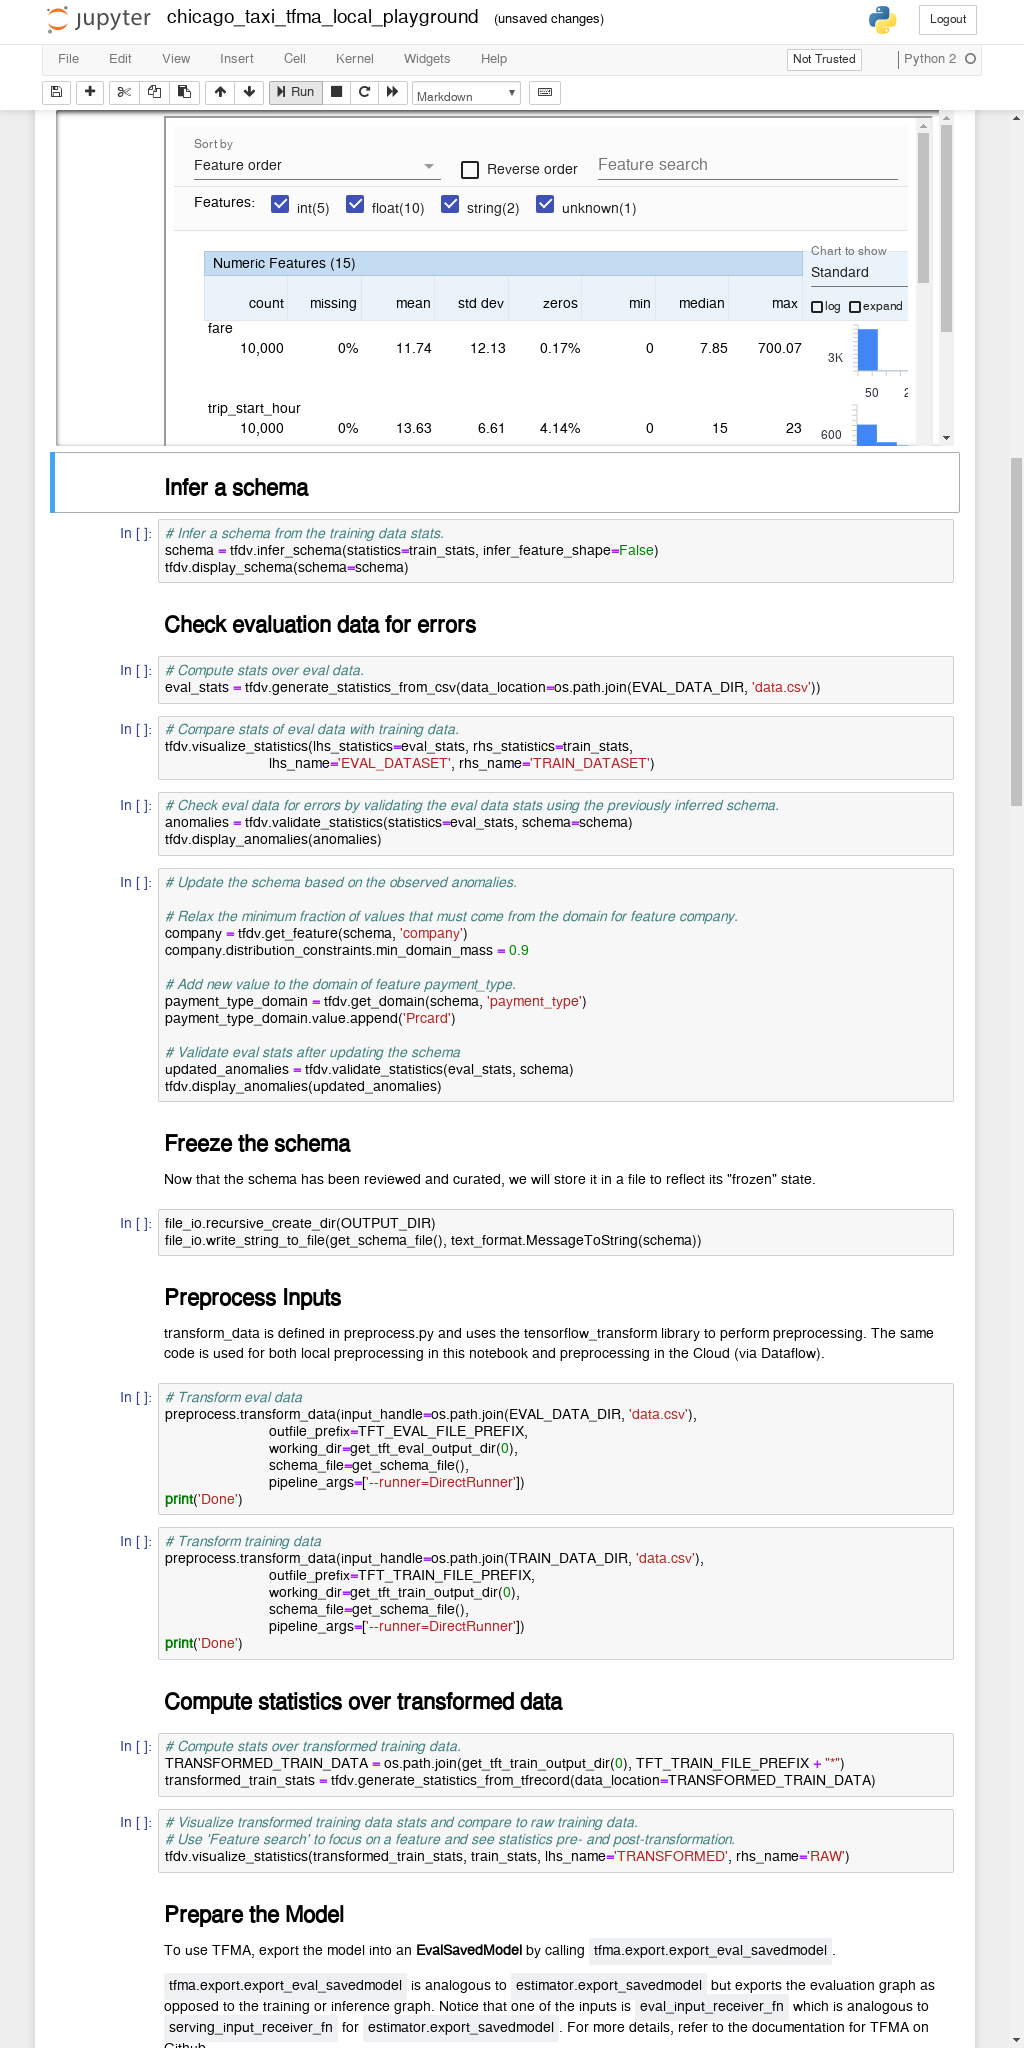 jupyter chicago_taxi_tfma_local_playground (unsaved changes) Logout
File Edit View Insert Cell Kernel Widgets Help Not Trusted Python 2
Run Markdown
Sort by
Feature order Reverse order Feature search
Features: int(5) float(10) string(2) unknown(1)
Chart to show
Numeric Features (15)
Standard
count missing mean std dev zeros min median max log expand
fare
10,000 0% 11.74 12.13 0.17% 0 7.85 700.07
3K
50 2
trip_start_hour
10,000 0% 13.63 6.61 4.14% 0 15 23
600
Infer a schema
In [ ]: # Infer a schema from the training data stats.
schema = tfdv.infer_schema(statistics=train_stats, infer_feature_shape=False)
tfdv.display_schema(schema=schema)
Check evaluation data for errors
In [ ]: # Compute stats over eval data.
eval_stats = tfdv.generate_statistics_from_csv(data_location=os.path.join(EVAL_DATA_DIR, 'data.csv'))
In [ ]: # Compare stats of eval data with training data.
tfdv.visualize_statistics(lhs_statistics=eval_stats, rhs_statistics=train_stats,
lhs_name='EVAL_DATASET', rhs_name='TRAIN_DATASET')
In [ ]: # Check eval data for errors by validating the eval data stats using the previously inferred schema.
anomalies = tfdv.validate_statistics(statistics=eval_stats, schema=schema)
tfdv.display_anomalies(anomalies)
In [ ]: # Update the schema based on the observed anomalies.
# Relax the minimum fraction of values that must come from the domain for feature company.
company = tfdv.get_feature(schema, 'company')
company.distribution_constraints.min_domain_mass = 0.9
# Add new value to the domain of feature payment_type.
payment_type_domain = tfdv.get_domain(schema, 'payment_type')
payment_type_domain.value.append('Prcard')
# Validate eval stats after updating the schema
updated_anomalies = tfdv.validate_statistics(eval_stats, schema)
tfdv.display_anomalies(updated_anomalies)
Freeze the schema
Now that the schema has been reviewed and curated, we will store it in a file to reflect its "frozen" state.
In [ ]: file_io.recursive_create_dir(OUTPUT_DIR)
file_io.write_string_to_file(get_schema_file(), text_format.MessageToString(schema))
Preprocess Inputs
transform_data is defined in preprocess.py and uses the tensorflow_transform library to perform preprocessing. The same
code is used for both local preprocessing in this notebook and preprocessing in the Cloud (via Dataflow).
In [ ]: # Transform eval data
preprocess.transform_data(input_handle=os.path.join(EVAL_DATA_DIR, 'data.csv'),
outfile_prefix=TFT_EVAL_FILE_PREFIX,
working_dir=get_tft_eval_output_dir(0),
schema_file=get_schema_file(),
pipeline_args=['--runner=DirectRunner'])
print('Done')
In [ ]: # Transform training data
preprocess.transform_data(input_handle=os.path.join(TRAIN_DATA_DIR, 'data.csv'),
outfile_prefix=TFT_TRAIN_FILE_PREFIX,
working_dir=get_tft_train_output_dir(0),
schema_file=get_schema_file(),
pipeline_args=['--runner=DirectRunner'])
print('Done')
Compute statistics over transformed data
In [ ]: # Compute stats over transformed training data.
TRANSFORMED_TRAIN_DATA = os.path.join(get_tft_train_output_dir(0), TFT_TRAIN_FILE_PREFIX + "*")
transformed_train_stats = tfdv.generate_statistics_from_tfrecord(data_location=TRANSFORMED_TRAIN_DATA)
In [ ]: # Visualize transformed training data stats and compare to raw training data.
# Use 'Feature search' to focus on a feature and see statistics pre- and post-transformation.
tfdv.visualize_statistics(transformed_train_stats, train_stats, lhs_name='TRANSFORMED', rhs_name='RAW')
Prepare the Model
To use TFMA, export the model into an EvalSavedModel by calling tfma.export.export_eval_savedmodel .
tfma.export.export_eval_savedmodel is analogous to estimator.export_savedmodel but exports the evaluation graph as
opposed to the training or inference graph. Notice that one of the inputs is eval_input_receiver_fn which is analogous to
serving_input_receiver_fn for estimator.export_savedmodel . For more details, refer to the documentation for TFMA on
Github.